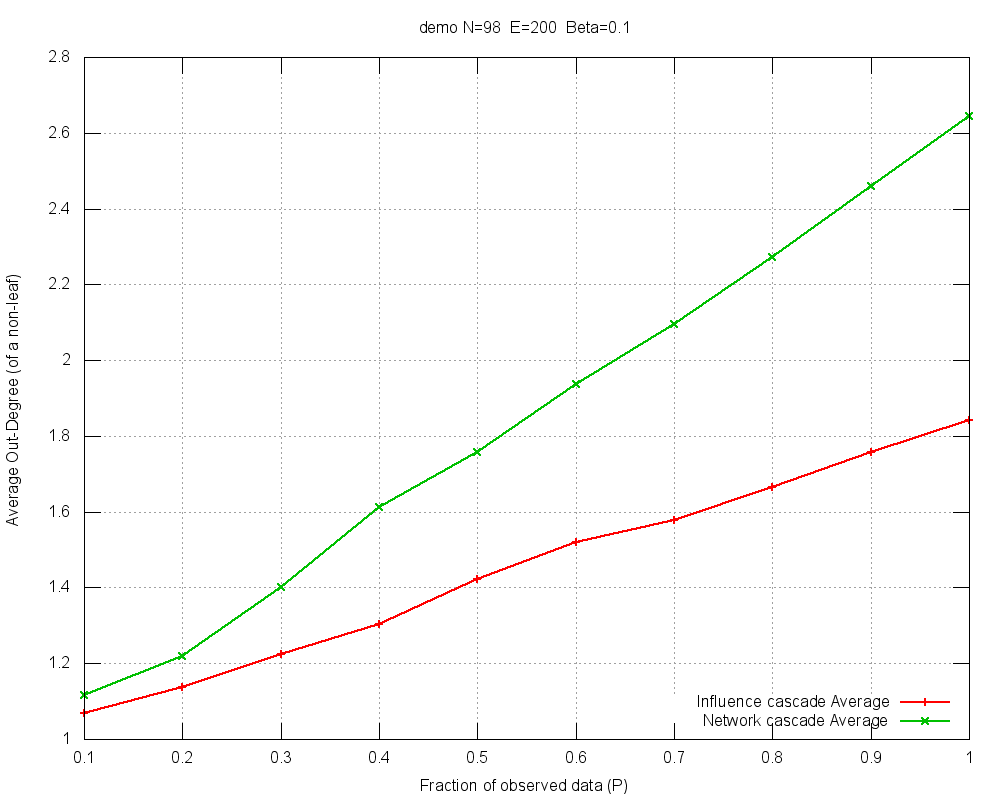 demo N=98 E=200 Beta=0.1
2.8
2.6
2.4
2.2
2
1.8
1.6
1.4
1.2
1
Average Out-Degree (of a non-leaf)
Influence cascade Average
Network cascade Average
0.1 0.2 0.3 0.4 0.5 0.6 0.7 0.8 0.9 1
Fraction of observed data (P)